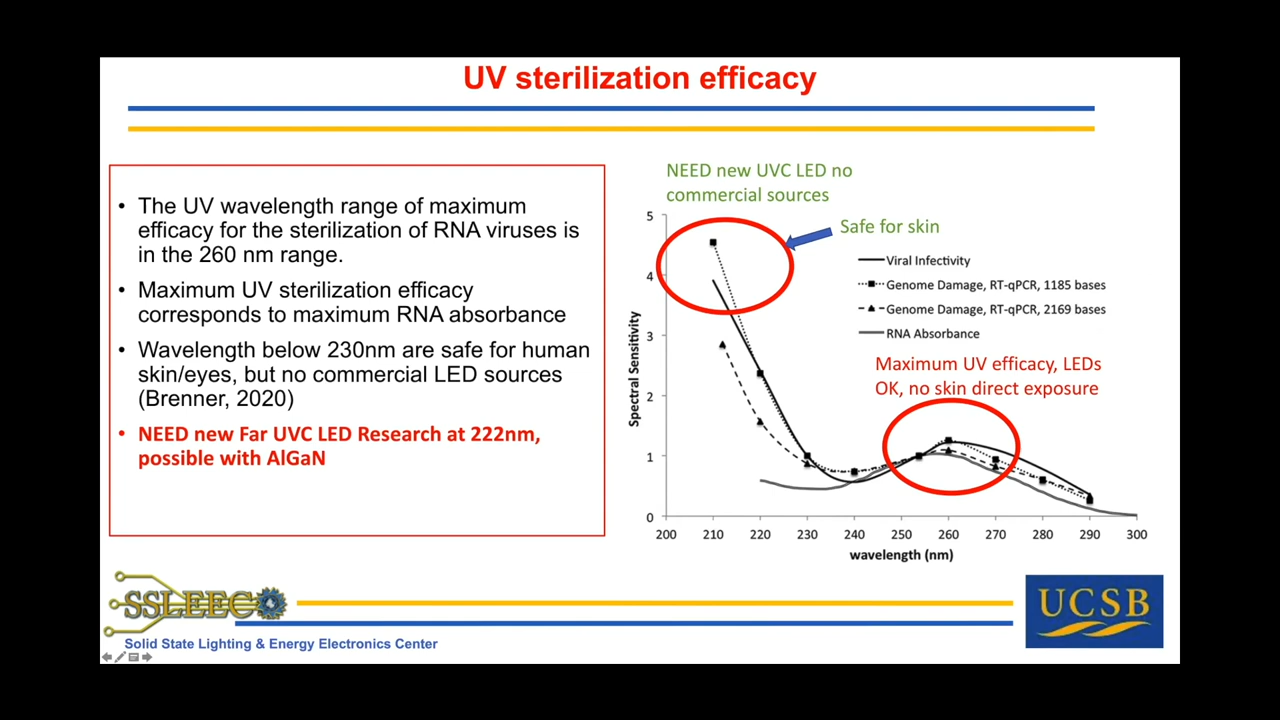 UV sterilization efficacy
• The UV wavelength range of maximum
efficacy for the sterilization of RNA viruses is
in the 260 nm range.
• Maximum UV sterilization efficacy
corresponds to maximum RNA absorbance
• Wavelength below 230nm are safe for human
skin/eyes, but no commercial LED sources
(Brenner, 2020)
• NEED new Far UVC LED Research at 222nm,
possible with AlGaN
NEED new UVC LED no
commercial sources
Safe for skin
Viral Infectivity
Genome Damage, RT-qPCR, 1185 bases
Genome Damage, RT-qPCR, 2169 bases
RNA Absorbance
Maximum UV efficacy, LEDs
OK, no skin direct exposure
Spectral Sensitivity
5
4
3
2
1
0
200 210 220 230 240 250 260 270 280 290 300
wavelength (nm)
SSLEEC
Solid State Lighting & Energy Electronics Center
UCSB